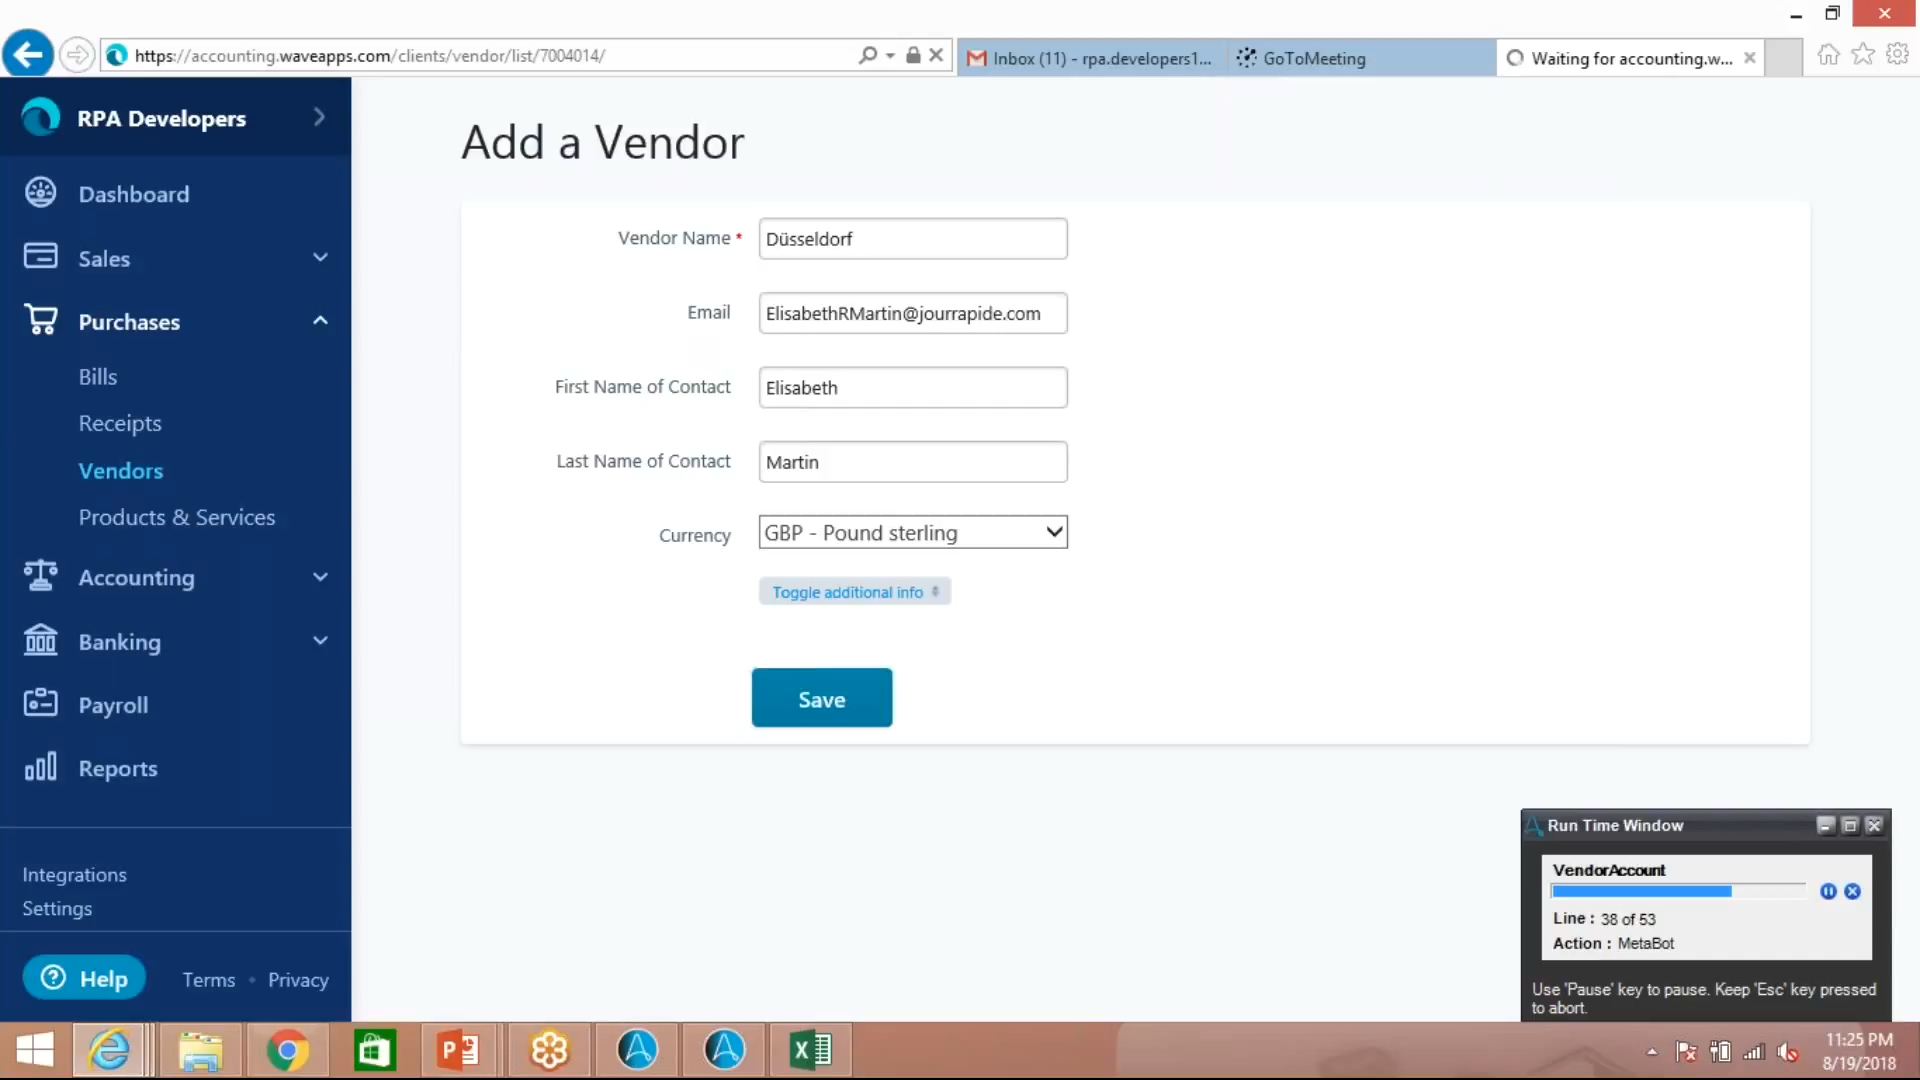 https://accounting.waveapps.com/clients/vendor/list/7004014/
Inbox (11) - rpa.developers1...
GoToMeeting
Waiting for accounting.w...
RPA Developers
Dashboard
Sales
Purchases
Bills
Receipts
Vendors
Products & Services
Accounting
Banking
Payroll
Reports
Integrations
Settings
Help
Terms • Privacy
Add a Vendor
Vendor Name * Düsseldorf
Email ElisabethRMartin@jourrapide.com
First Name of Contact Elisabeth
Last Name of Contact Martin
Currency GBP - Pound sterling
Toggle additional info
Save
Run Time Window
VendorAccount
Line : 38 of 53
Action : MetaBot
Use 'Pause' key to pause. Keep 'Esc' key pressed
to abort.
11:25 PM
8/19/2018